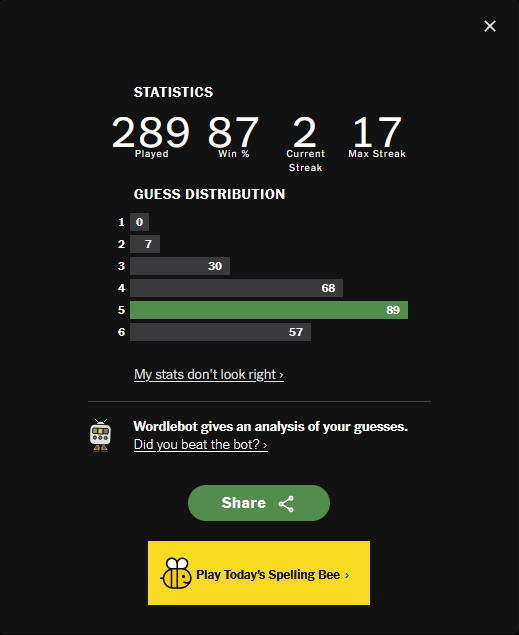 STATISTICS
289 87 2 17
Played Win % Current Streak Max Streak
GUESS DISTRIBUTION
1 0
2 7
3 30
4 68
5 89
6 57
My stats don't look right ›
Wordlebot gives an analysis of your guesses.
Did you beat the bot? ›
Share
Play Today's Spelling Bee ›